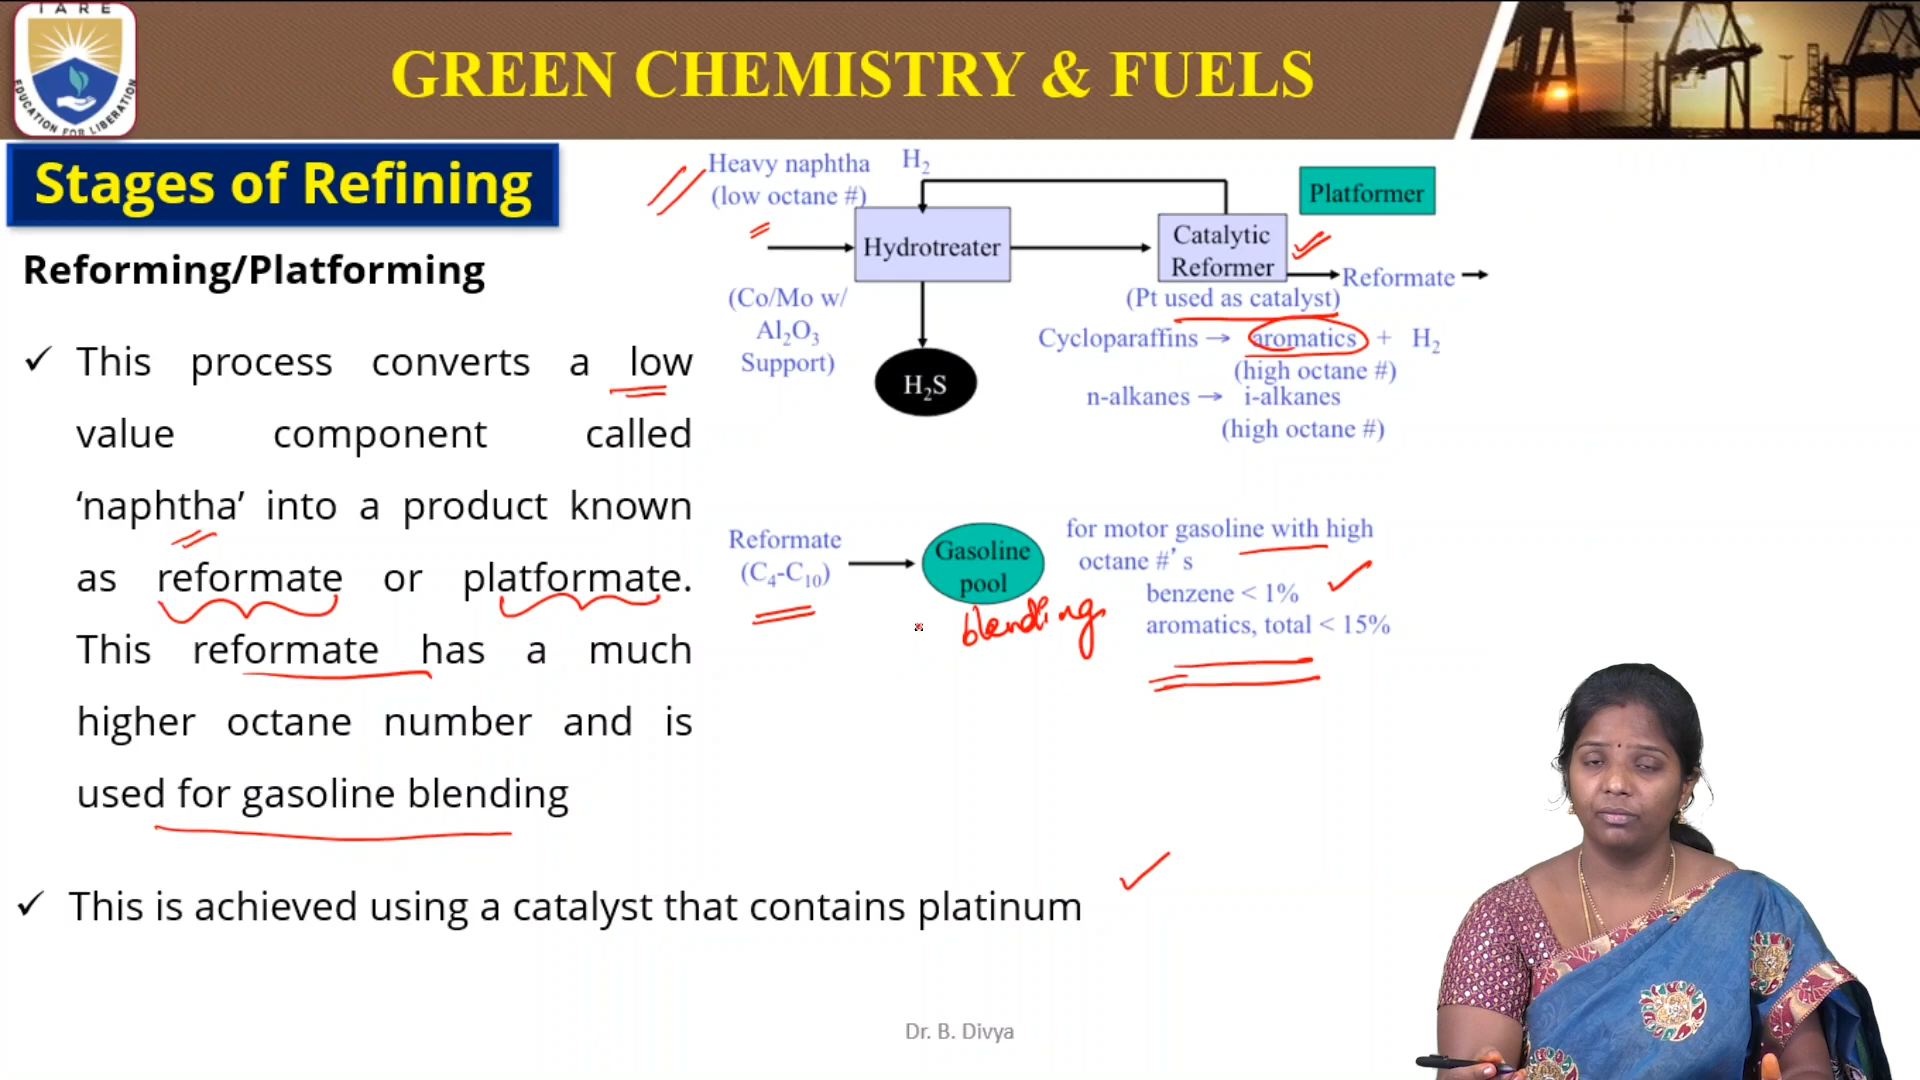 IARE
EDUCATION FOR LIBERATION
GREEN CHEMISTRY & FUELS
Stages of Refining
Reforming/Platforming
✓ This process converts a low
value component called
‘naphtha’ into a product known
as reformate or platformate.
This reformate has a much
higher octane number and is
used for gasoline blending
✓ This is achieved using a catalyst that contains platinum
Heavy naphtha
(low octane #)
H₂
Hydrotreater
(Co/Mo w/
Al₂O₃
Support)
H₂S
Platformer
Catalytic
Reformer
Reformate
(Pt used as catalyst)
Cycloparaffins → aromatics + H₂
(high octane #)
n-alkanes → i-alkanes
(high octane #)
Reformate
(C₄-C₁₀)
Gasoline
pool
blending
for motor gasoline with high
octane #’s
benzene < 1%
aromatics, total < 15%
Dr. B. Divya